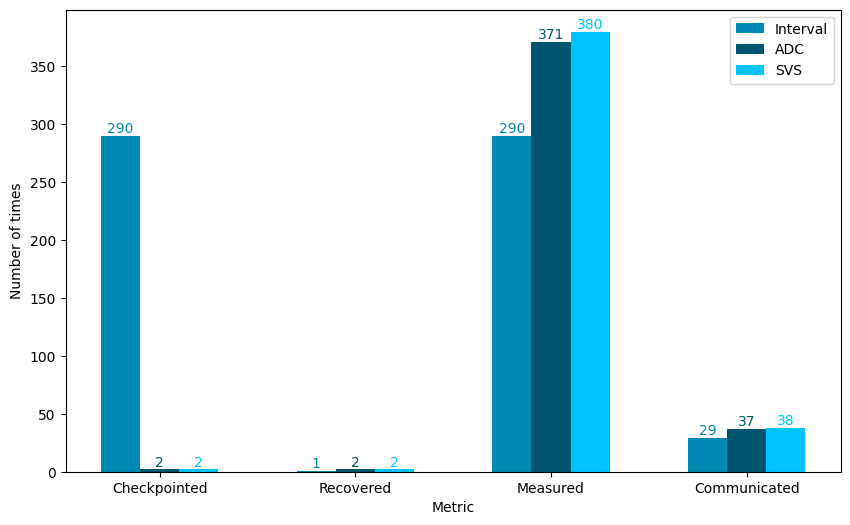 Interval
ADC
SVS
Number of times
350
300
250
200
150
100
50
0
290
2
2
1
2
2
290
371
380
29
37
38
Checkpointed
Recovered
Measured
Communicated
Metric